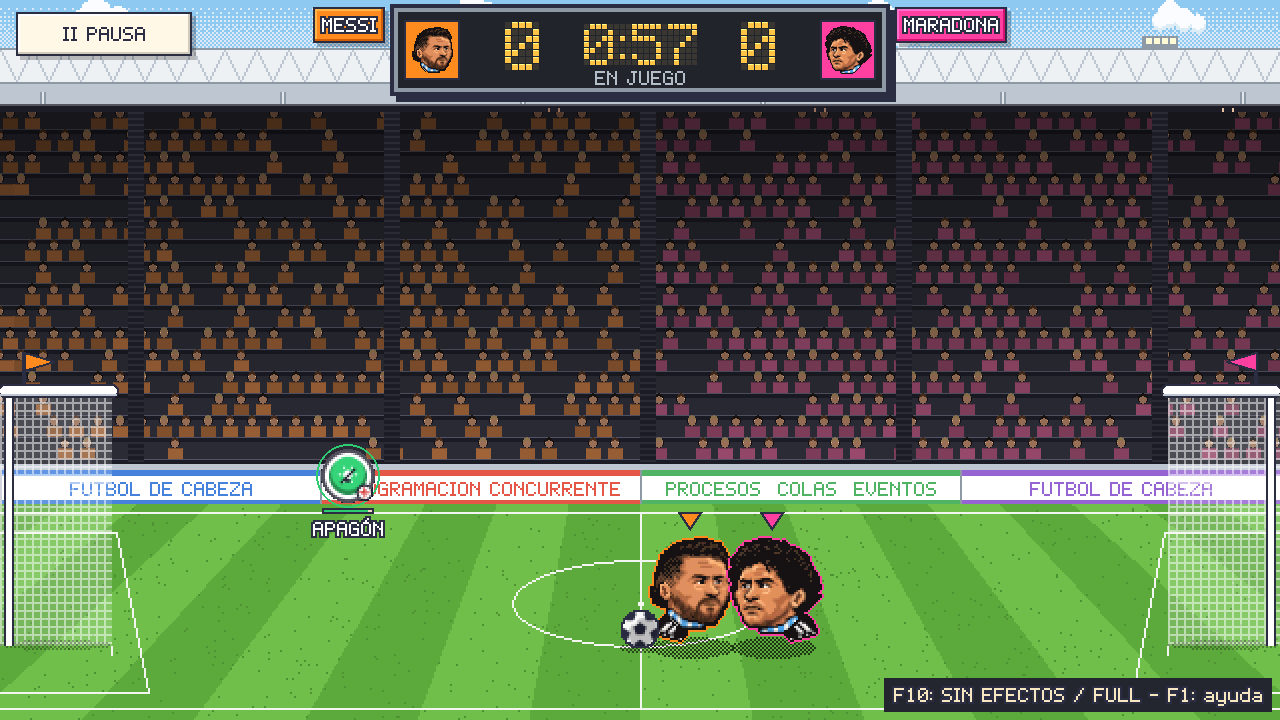 II PAUSA
MESSI
0 0:57 0
EN JUEGO
MARADONA
FUTBOL DE CABEZA
GRAMACION CONCURRENTE
PROCESOS COLAS EVENTOS
FUTBOL DE CABEZA
APAGÓN
F10: SIN EFECTOS / FULL - F1: ayuda